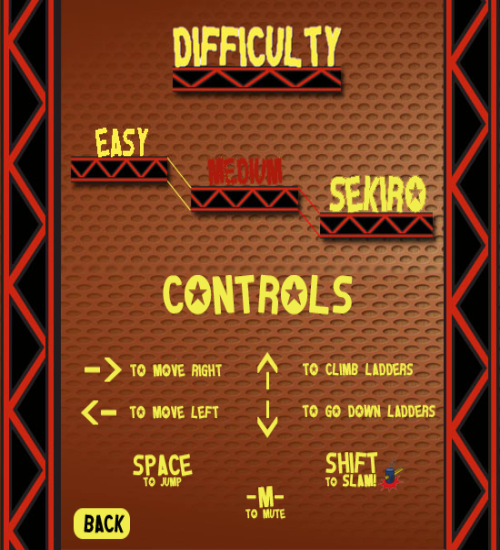 DIFFICULTY
EASY
MEDIUM
SEKIRO
CONTROLS
TO MOVE RIGHT
TO CLIMB LADDERS
TO MOVE LEFT
TO GO DOWN LADDERS
SPACE
TO JUMP
SHIFT
TO SLAM!
-M-
TO MUTE
BACK